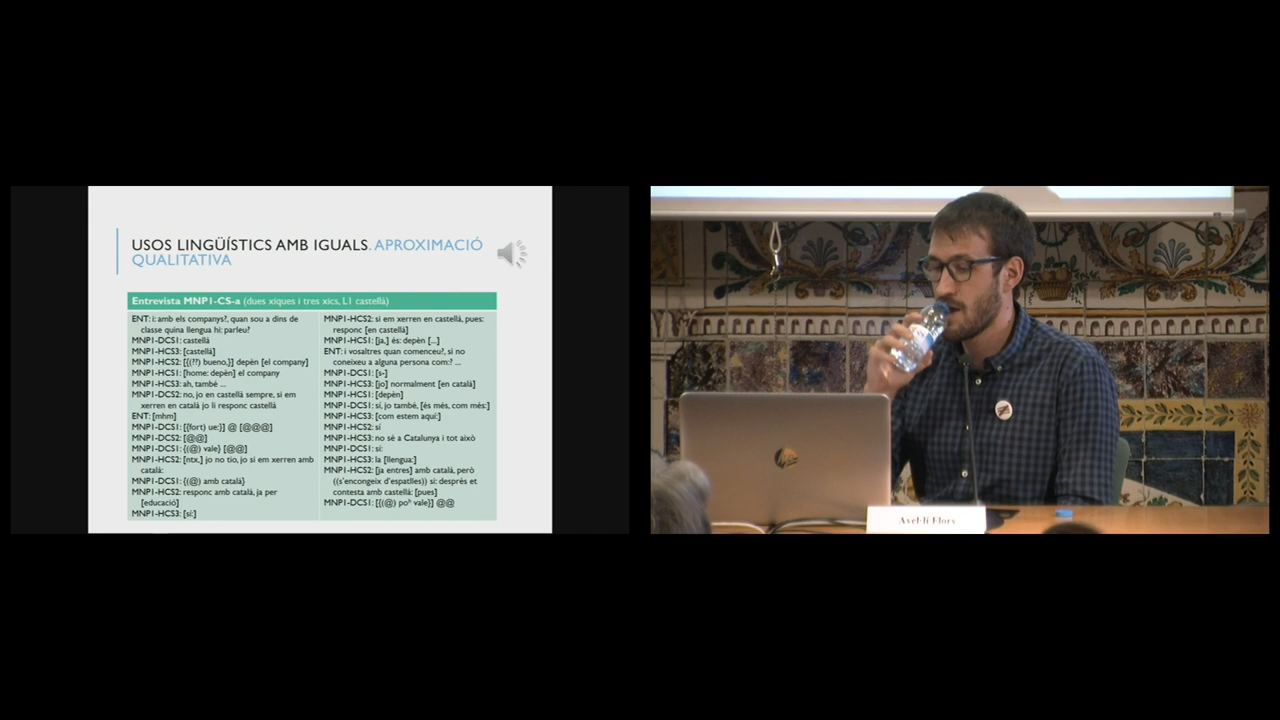 USOS LINGÜÍSTICS AMB IGUALS. APROXIMACIÓ
QUALITATIVA
Entrevista MNP1-CS-a (dues xiques i tres xics, L1 castellà)
ENT: i: amb els companys?, quan sou a dins de
classe quina llengua hi: parleu?
MNP1-DCS1: castellà
MNP1-HCS3: [castellà]
MNP1-HCS2: [{(??) bueno,}] depèn [el company]
MNP1-HCS1: [home: depèn] el company
MNP1-HCS3: ah, també ...
MNP1-DCS2: no, jo en castellà sempre, si em
xerren en català jo li responc castellà
ENT: [mhm]
MNP1-DCS1: [{(fort) ue:}] @ [@@@]
MNP1-DCS2: [@@]
MNP1-DCS1: {(@) vale} [@@]
MNP1-HCS2: [ntx,] jo no tio, jo si em xerren amb
català:
MNP1-DCS1: {(@) amb català}
MNP1-HCS2: responc amb català, ja per
[educació]
MNP1-HCS3: [sí:]
MNP1-HCS2: si em xerren en castellà, pues:
responc [en castellà]
MNP1-HCS1: [ja,] és: depèn [...]
ENT: i vosaltres quan comenceu?, si no
coneixeu a alguna persona com:? ...
MNP1-DCS1: [s-]
MNP1-HCS3: [jo] normalment [en català]
MNP1-HCS1: [depèn]
MNP1-DCS1: sí, jo també, [és més, com més:]
MNP1-HCS3: [com estem aquí:]
MNP1-HCS2: sí
MNP1-HCS3: no sé a Catalunya i tot això
MNP1-DCS1: sí:
MNP1-HCS3: la [llengua:]
MNP1-HCS2: [ja entres] amb català, però
((s'encongeix d'espatlles)) si: després et
contesta amb castellà: [pues]
MNP1-DCS1: [{(@) poʰ vale}] @@
Avel·lí Flors